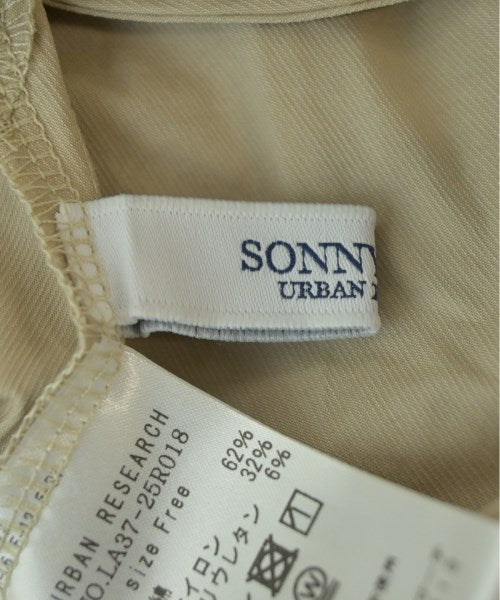 SONNY
URBAN
URBAN RESEARCH
NO.LA37-25R018
size Free
綿 62%
ナイロン 32%
ポリウレタン 6%